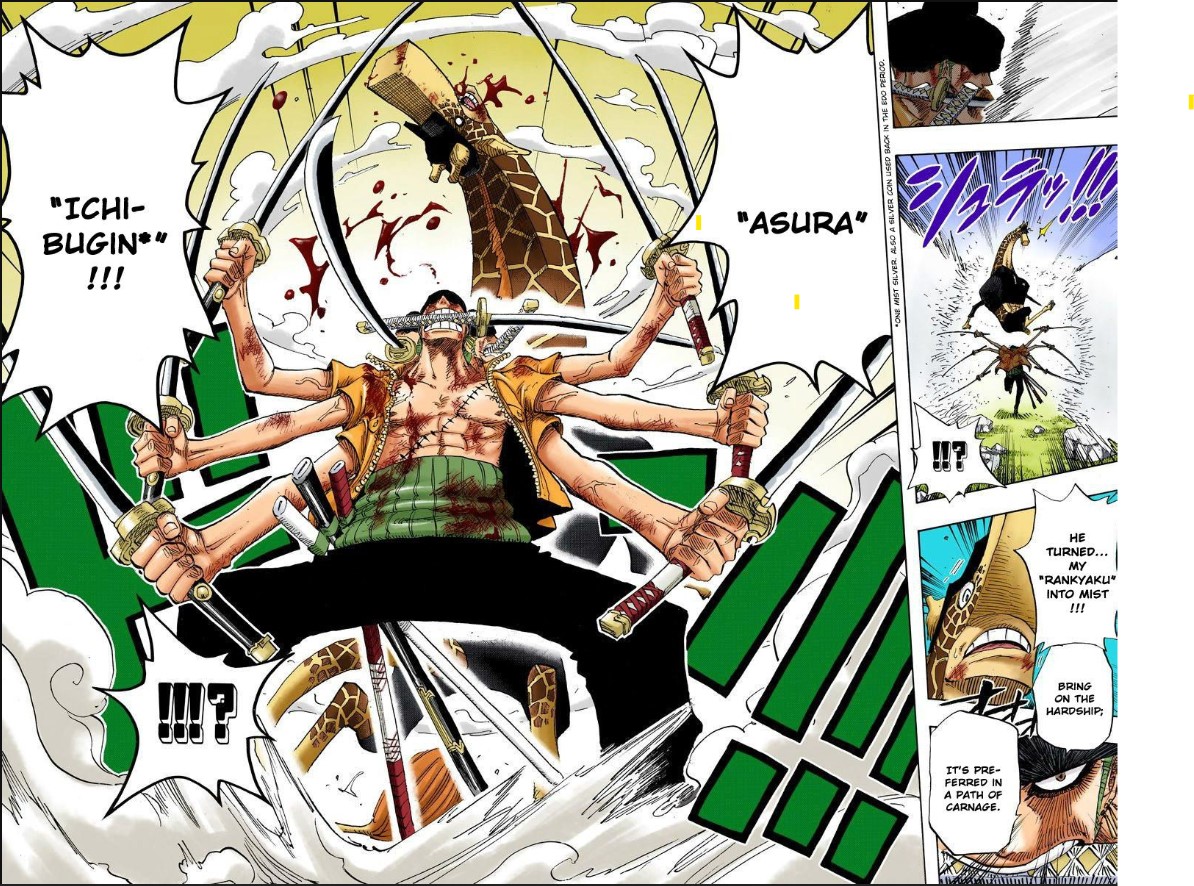 シュラッ!!!
!!?
HE
TURNED...
MY
"RANKYAKU"
INTO MIST
!!!
BRING
ON THE
HARDSHIP;
IT'S PRE-
FERRED IN
A PATH OF
CARNAGE.
*ONE MIST SILVER. ALSO A SILVER COIN USED BACK IN THE EDO PERIOD.
"ASURA"
"ICHI-
BUGIN*"
!!!
!!!?